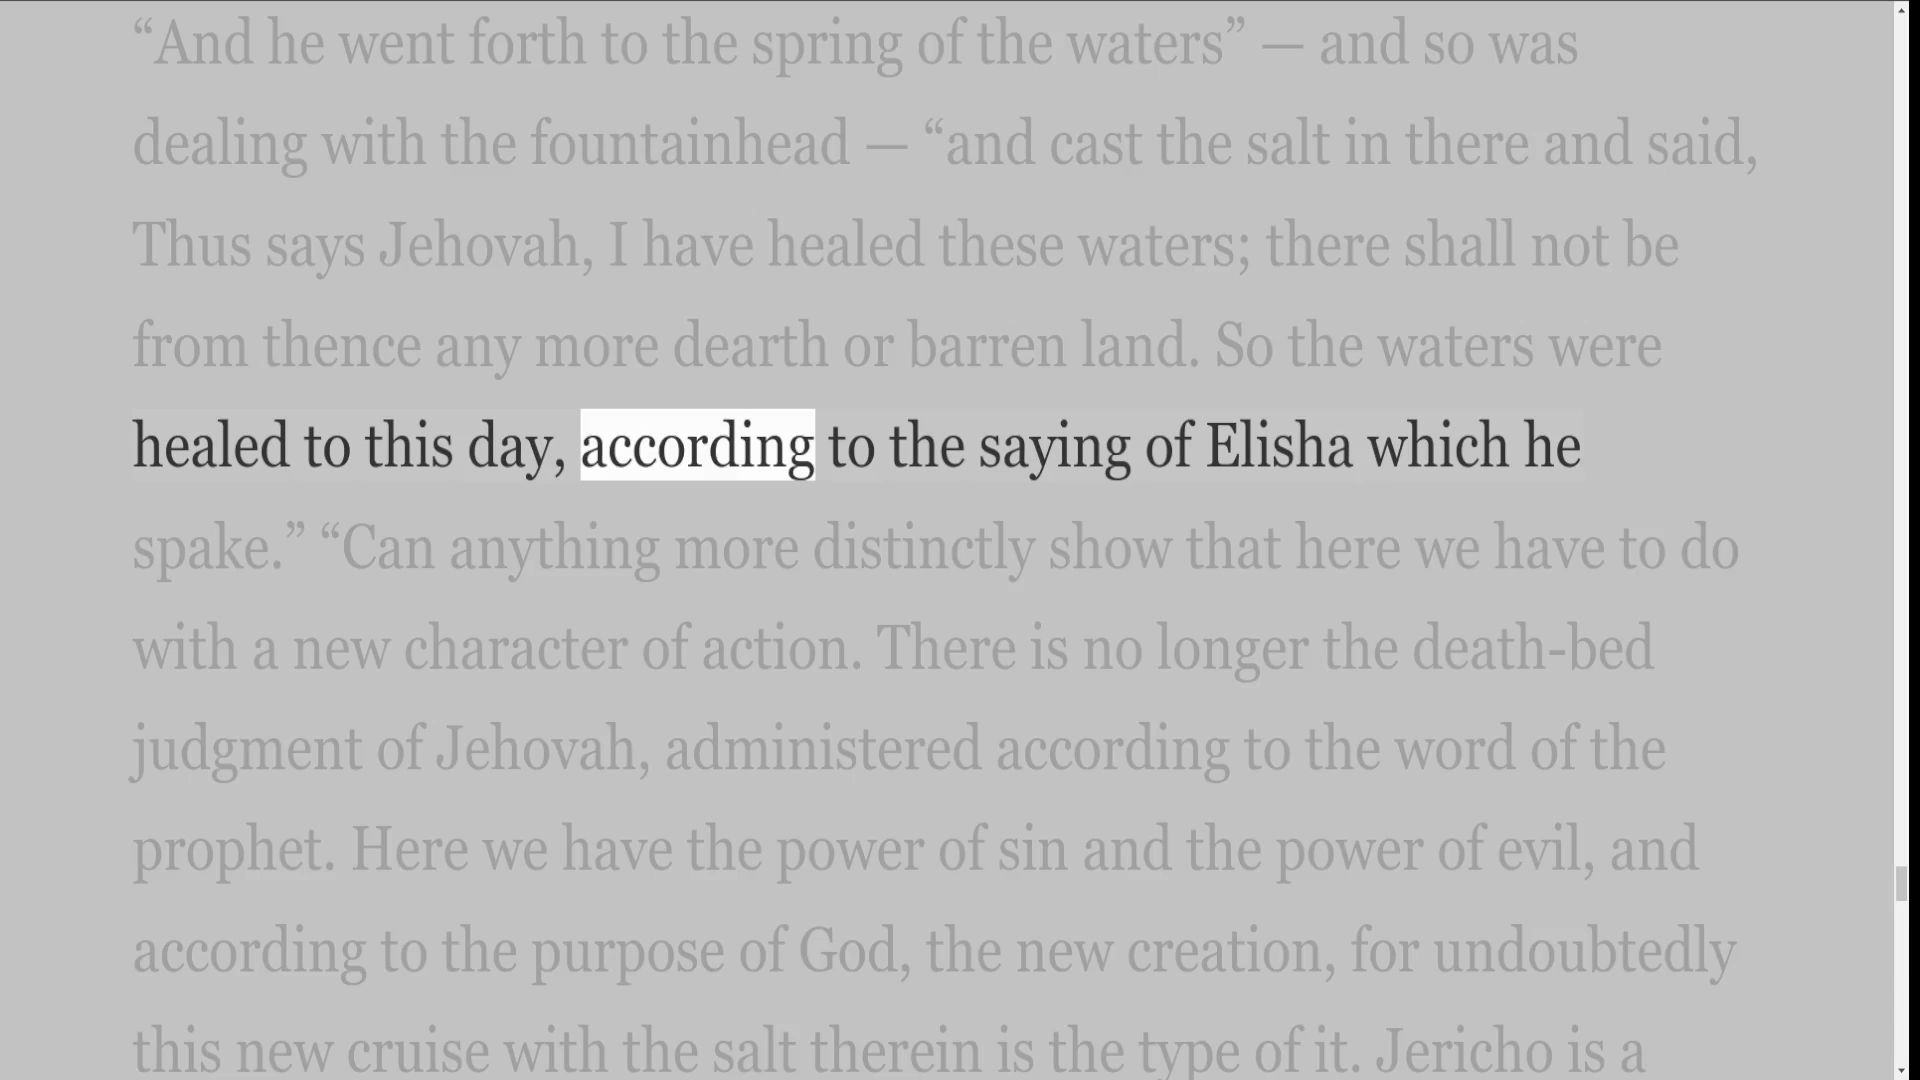 “And he went forth to the spring of the waters” — and so was
dealing with the fountainhead — “and cast the salt in there and said,
Thus says Jehovah, I have healed these waters; there shall not be
from thence any more dearth or barren land. So the waters were
healed to this day, according to the saying of Elisha which he
spake.” “Can anything more distinctly show that here we have to do
with a new character of action. There is no longer the death-bed
judgment of Jehovah, administered according to the word of the
prophet. Here we have the power of sin and the power of evil, and
according to the purpose of God, the new creation, for undoubtedly
this new cruise with the salt therein is the type of it. Jericho is a